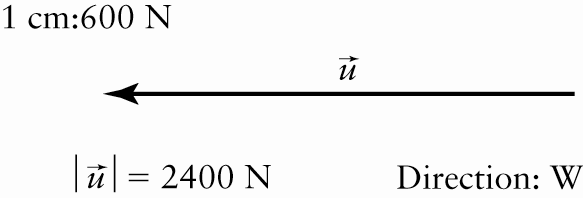 1 cm:600 N
u⃗
|u⃗| = 2400 N Direction: W